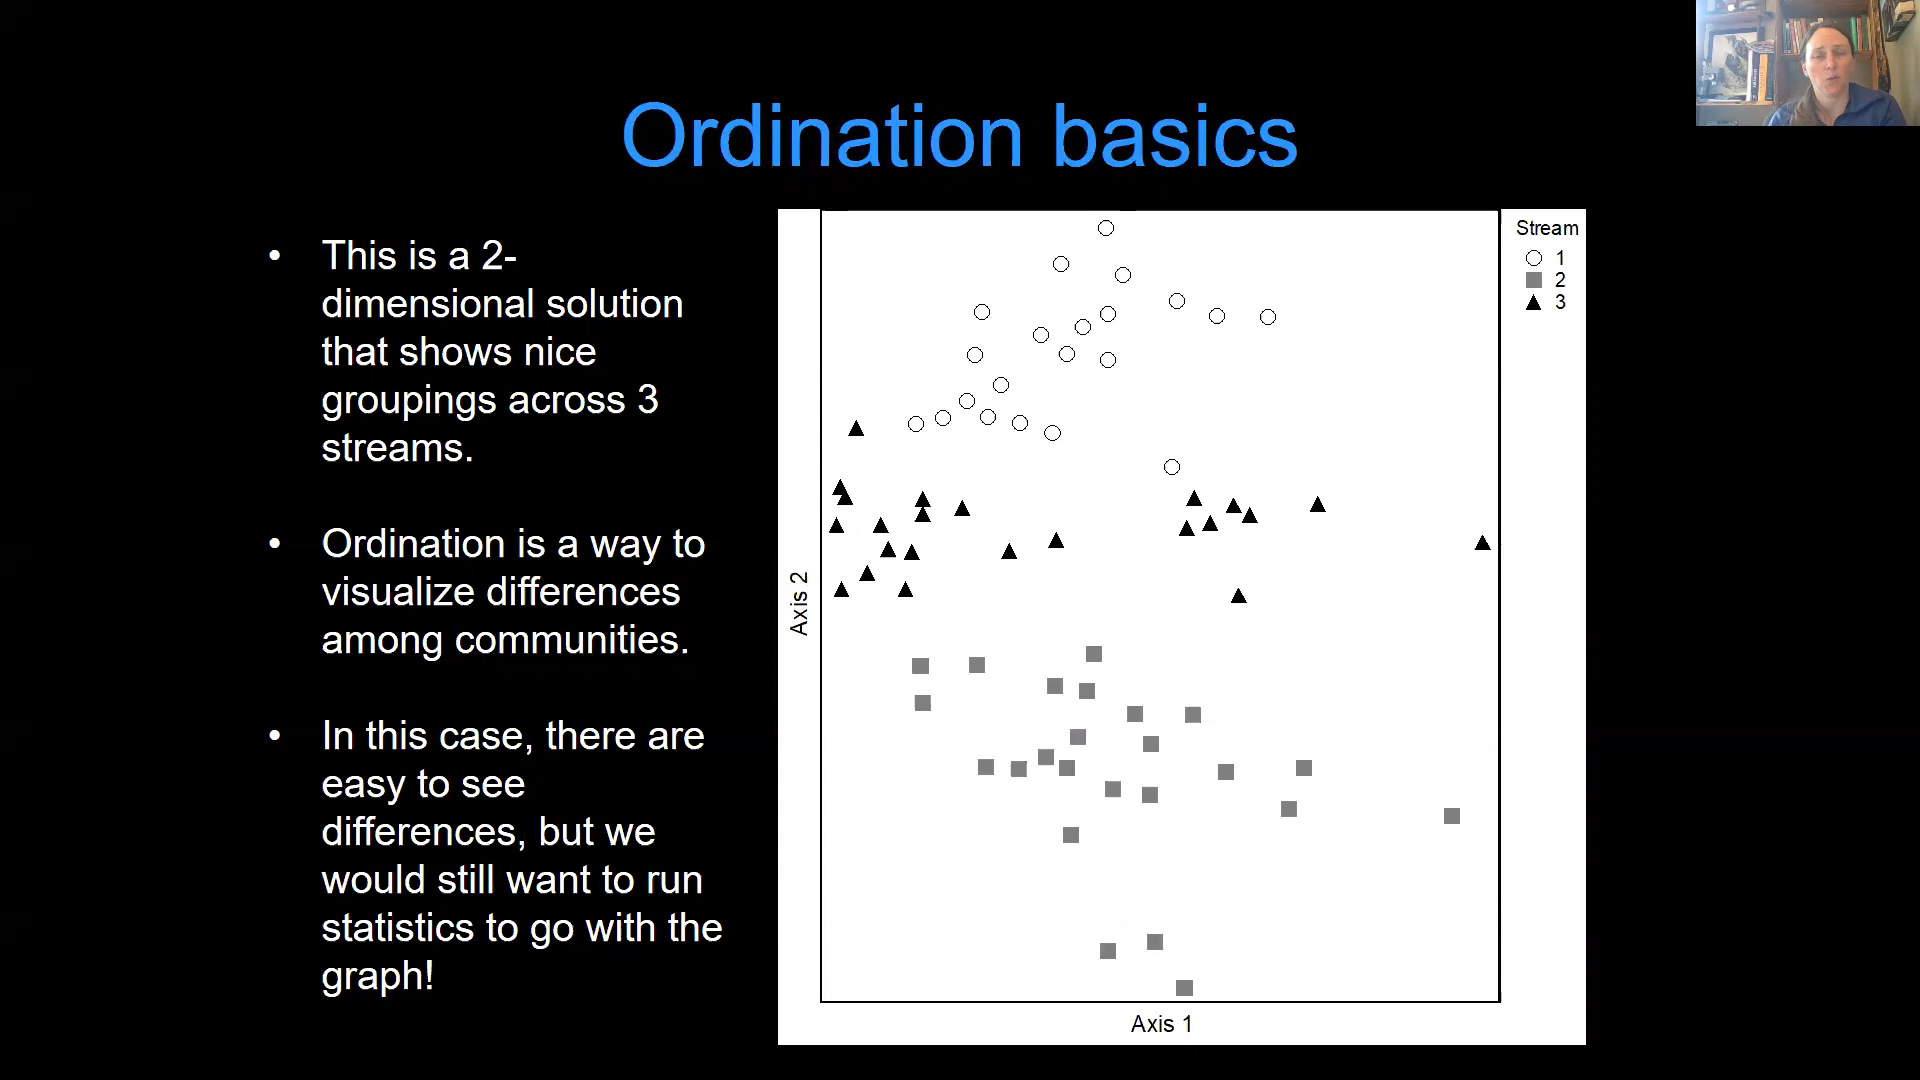 Ordination basics
• This is a 2-
dimensional solution
that shows nice
groupings across 3
streams.
• Ordination is a way to
visualize differences
among communities.
• In this case, there are
easy to see
differences, but we
would still want to run
statistics to go with the
graph!
Axis 2
Axis 1
Stream
1
2
3